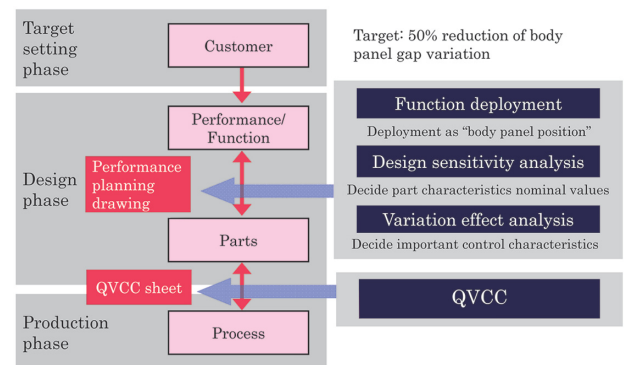 Target
setting
phase
Customer
Target: 50% reduction of body
panel gap variation
Design
phase
Performance/
Function
Performance
planning
drawing
Parts
Function deployment
Deployment as “body panel position”
Design sensitivity analysis
Decide part characteristics nominal values
Variation effect analysis
Decide important control characteristics
QVCC sheet
QVCC
Production
phase
Process